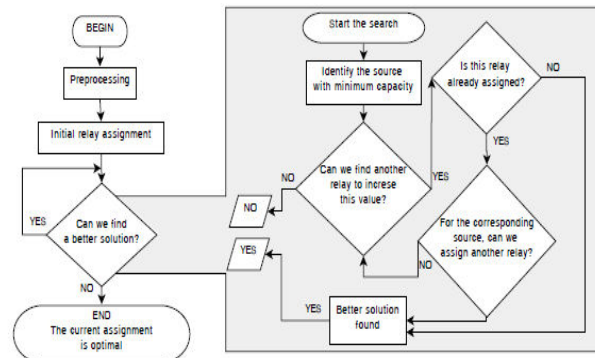 BEGIN
Preprocessing
Initial relay assignment
YES
Can we find
a better solution?
NO
END
The current assignment
is optimal
Start the search
Identify the source
with minimum capacity
Can we find another
relay to increse
this value?
NO
NO
YES
YES
Is this relay
already assigned?
NO
YES
For the corresponding
source, can we
assign another relay?
NO
YES
Better solution
found